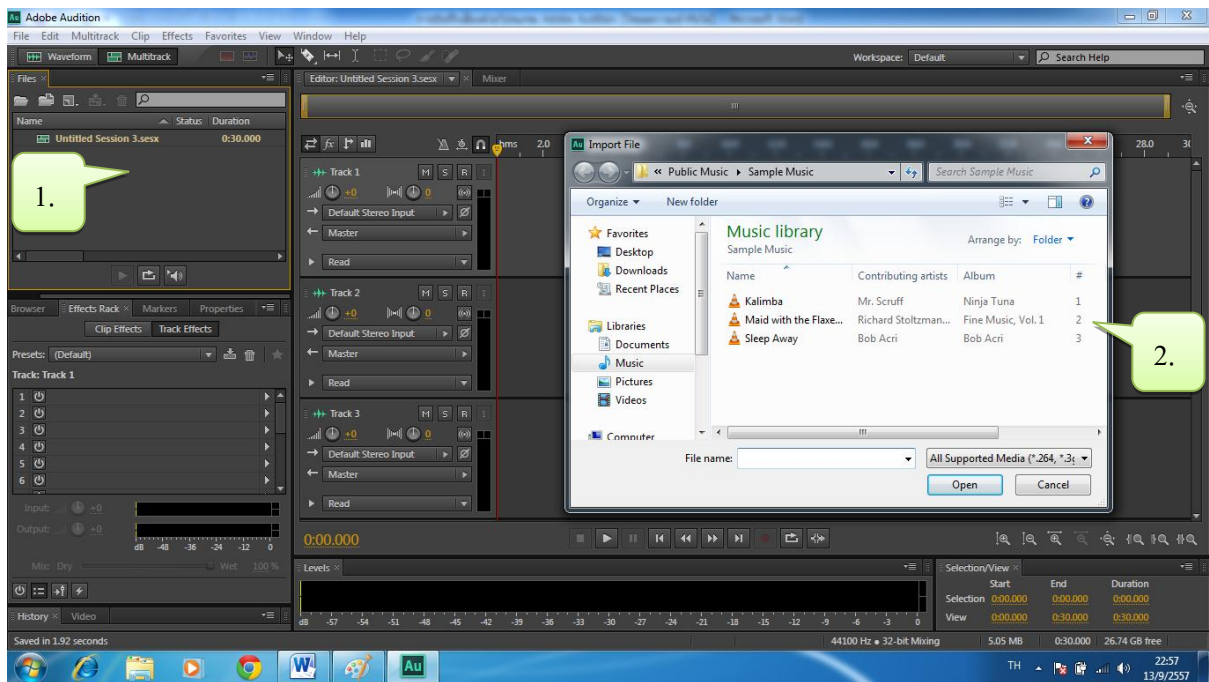 Au Adobe Audition
File Edit Multitrack Clip Effects Favorites View Window Help
Waveform Multitrack
Workspace: Default Search Help
Files
Name Status Duration
Untitled Session 3.sesx 0:30.000
1.
Browser Effects Rack Markers Properties
Clip Effects Track Effects
Presets: (Default)
Track: Track 1
1
2
3
4
5
6
Input: +0
Output: +0
dB -48 -36 -24 -12 0
Mix: Dry Wet 100 %
History Video
Saved in 1.92 seconds
Editor: Untitled Session 3.sesx Mixer
fx hms 2.0 28.0 30
Track 1 M S R I
+0 0
Default Stereo Input
Master
Read
Track 2 M S R I
+0 0
Default Stereo Input
Master
Read
Track 3 M S R I
+0 0
Default Stereo Input
Master
Read
Au Import File
« Public Music Sample Music Search Sample Music
Organize New folder
Favorites
Desktop
Downloads
Recent Places
Libraries
Documents
Music
Pictures
Videos
Computer
Music library
Sample Music
Arrange by: Folder
Name Contributing artists Album #
Kalimba Mr. Scruff Ninja Tuna 1
Maid with the Flaxe... Richard Stoltzman... Fine Music, Vol. 1 2
Sleep Away Bob Acri Bob Acri 3
2.
File name: All Supported Media (*.264, *.3g
Open Cancel
0:00.000
Levels
dB -57 -54 -51 -48 -45 -42 -39 -36 -33 -30 -27 -24 -21 -18 -15 -12 -9 -6 -3 0
Selection/View
Start End Duration
Selection 0:00.000 0:00.000 0:00.000
View 0:00.000 0:30.000 0:30.000
44100 Hz ● 32-bit Mixing 5.05 MB 0:30.000 26.74 GB free
W Au
TH 22:57
13/9/2557